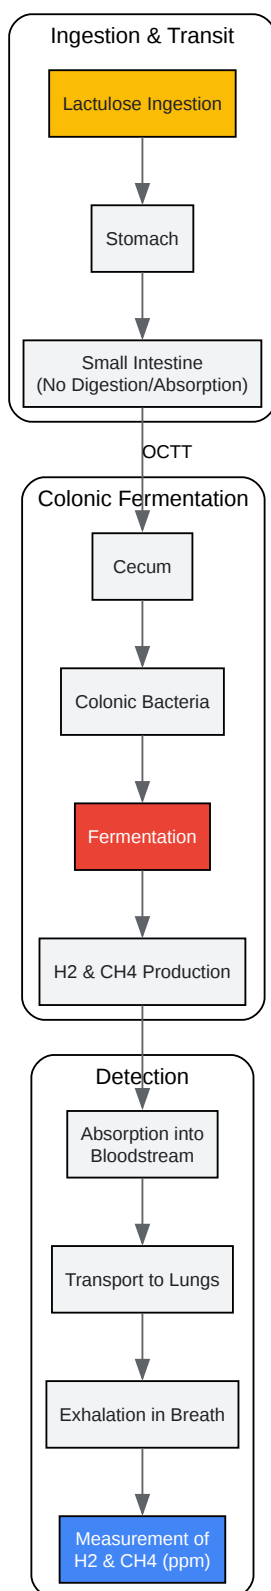 Ingestion & Transit
Lactulose Ingestion
Stomach
Small Intestine
(No Digestion/Absorption)
OCTT
Colonic Fermentation
Cecum
Colonic Bacteria
Fermentation
H2 & CH4 Production
Detection
Absorption into
Bloodstream
Transport to Lungs
Exhalation in Breath
Measurement of
H2 & CH4 (ppm)